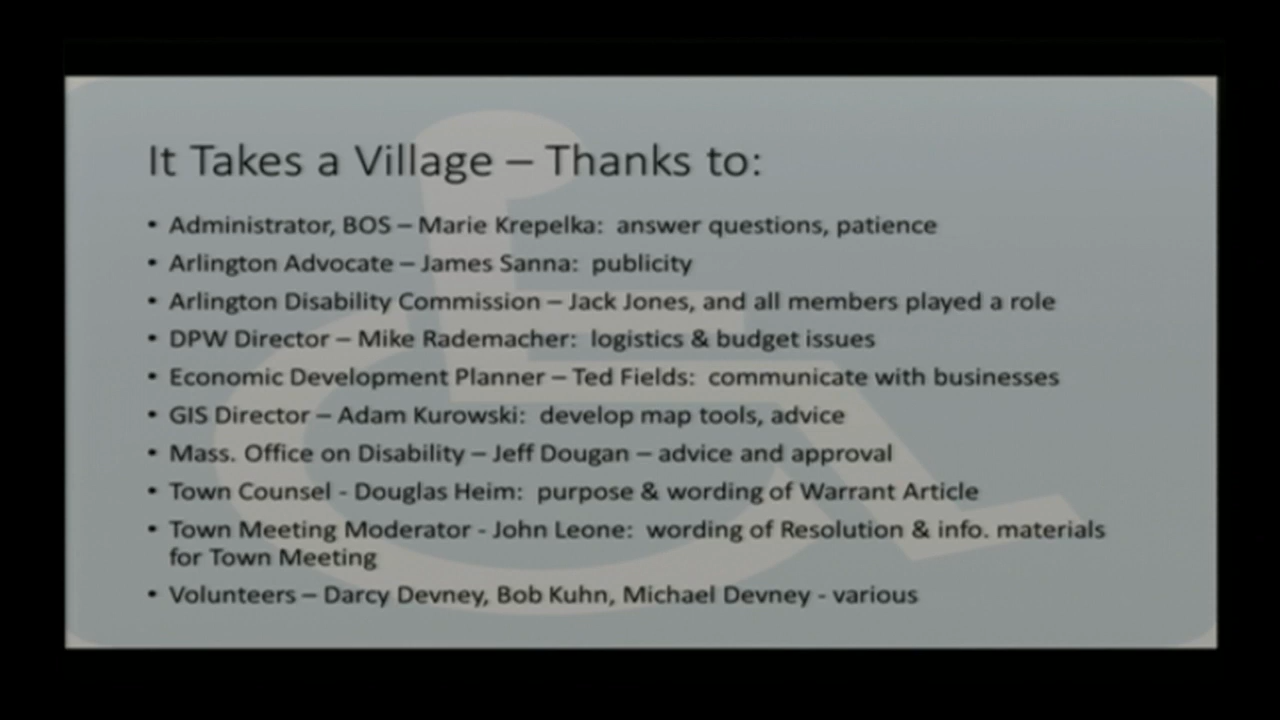 It Takes a Village – Thanks to:
• Administrator, BOS – Marie Krepelka: answer questions, patience
• Arlington Advocate – James Sanna: publicity
• Arlington Disability Commission – Jack Jones, and all members played a role
• DPW Director – Mike Rademacher: logistics & budget issues
• Economic Development Planner – Ted Fields: communicate with businesses
• GIS Director – Adam Kurowski: develop map tools, advice
• Mass. Office on Disability – Jeff Dougan – advice and approval
• Town Counsel - Douglas Heim: purpose & wording of Warrant Article
• Town Meeting Moderator - John Leone: wording of Resolution & info. materials
for Town Meeting
• Volunteers – Darcy Devney, Bob Kuhn, Michael Devney - various